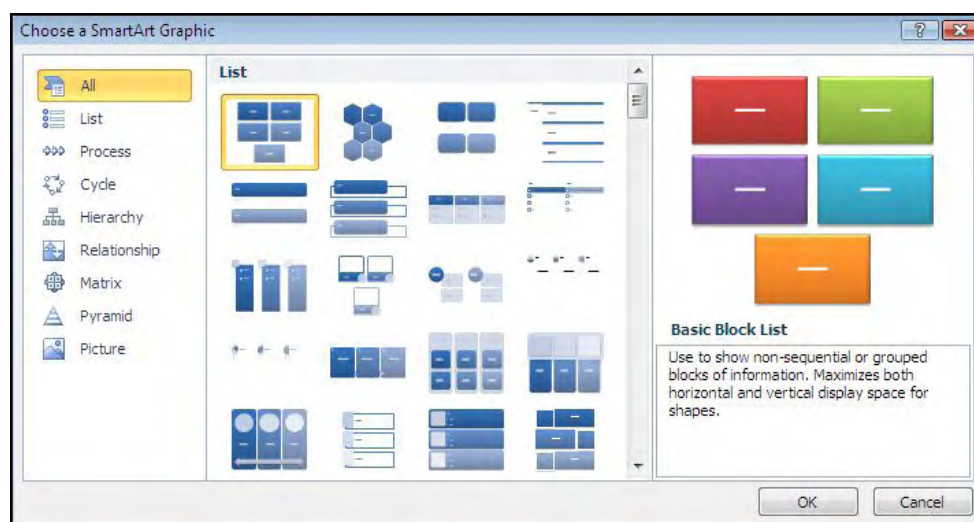 Choose a SmartArt Graphic
All
List
Process
Cycle
Hierarchy
Relationship
Matrix
Pyramid
Picture
List
Basic Block List
Use to show non-sequential or grouped
blocks of information. Maximizes both
horizontal and vertical display space for
shapes.
OK
Cancel